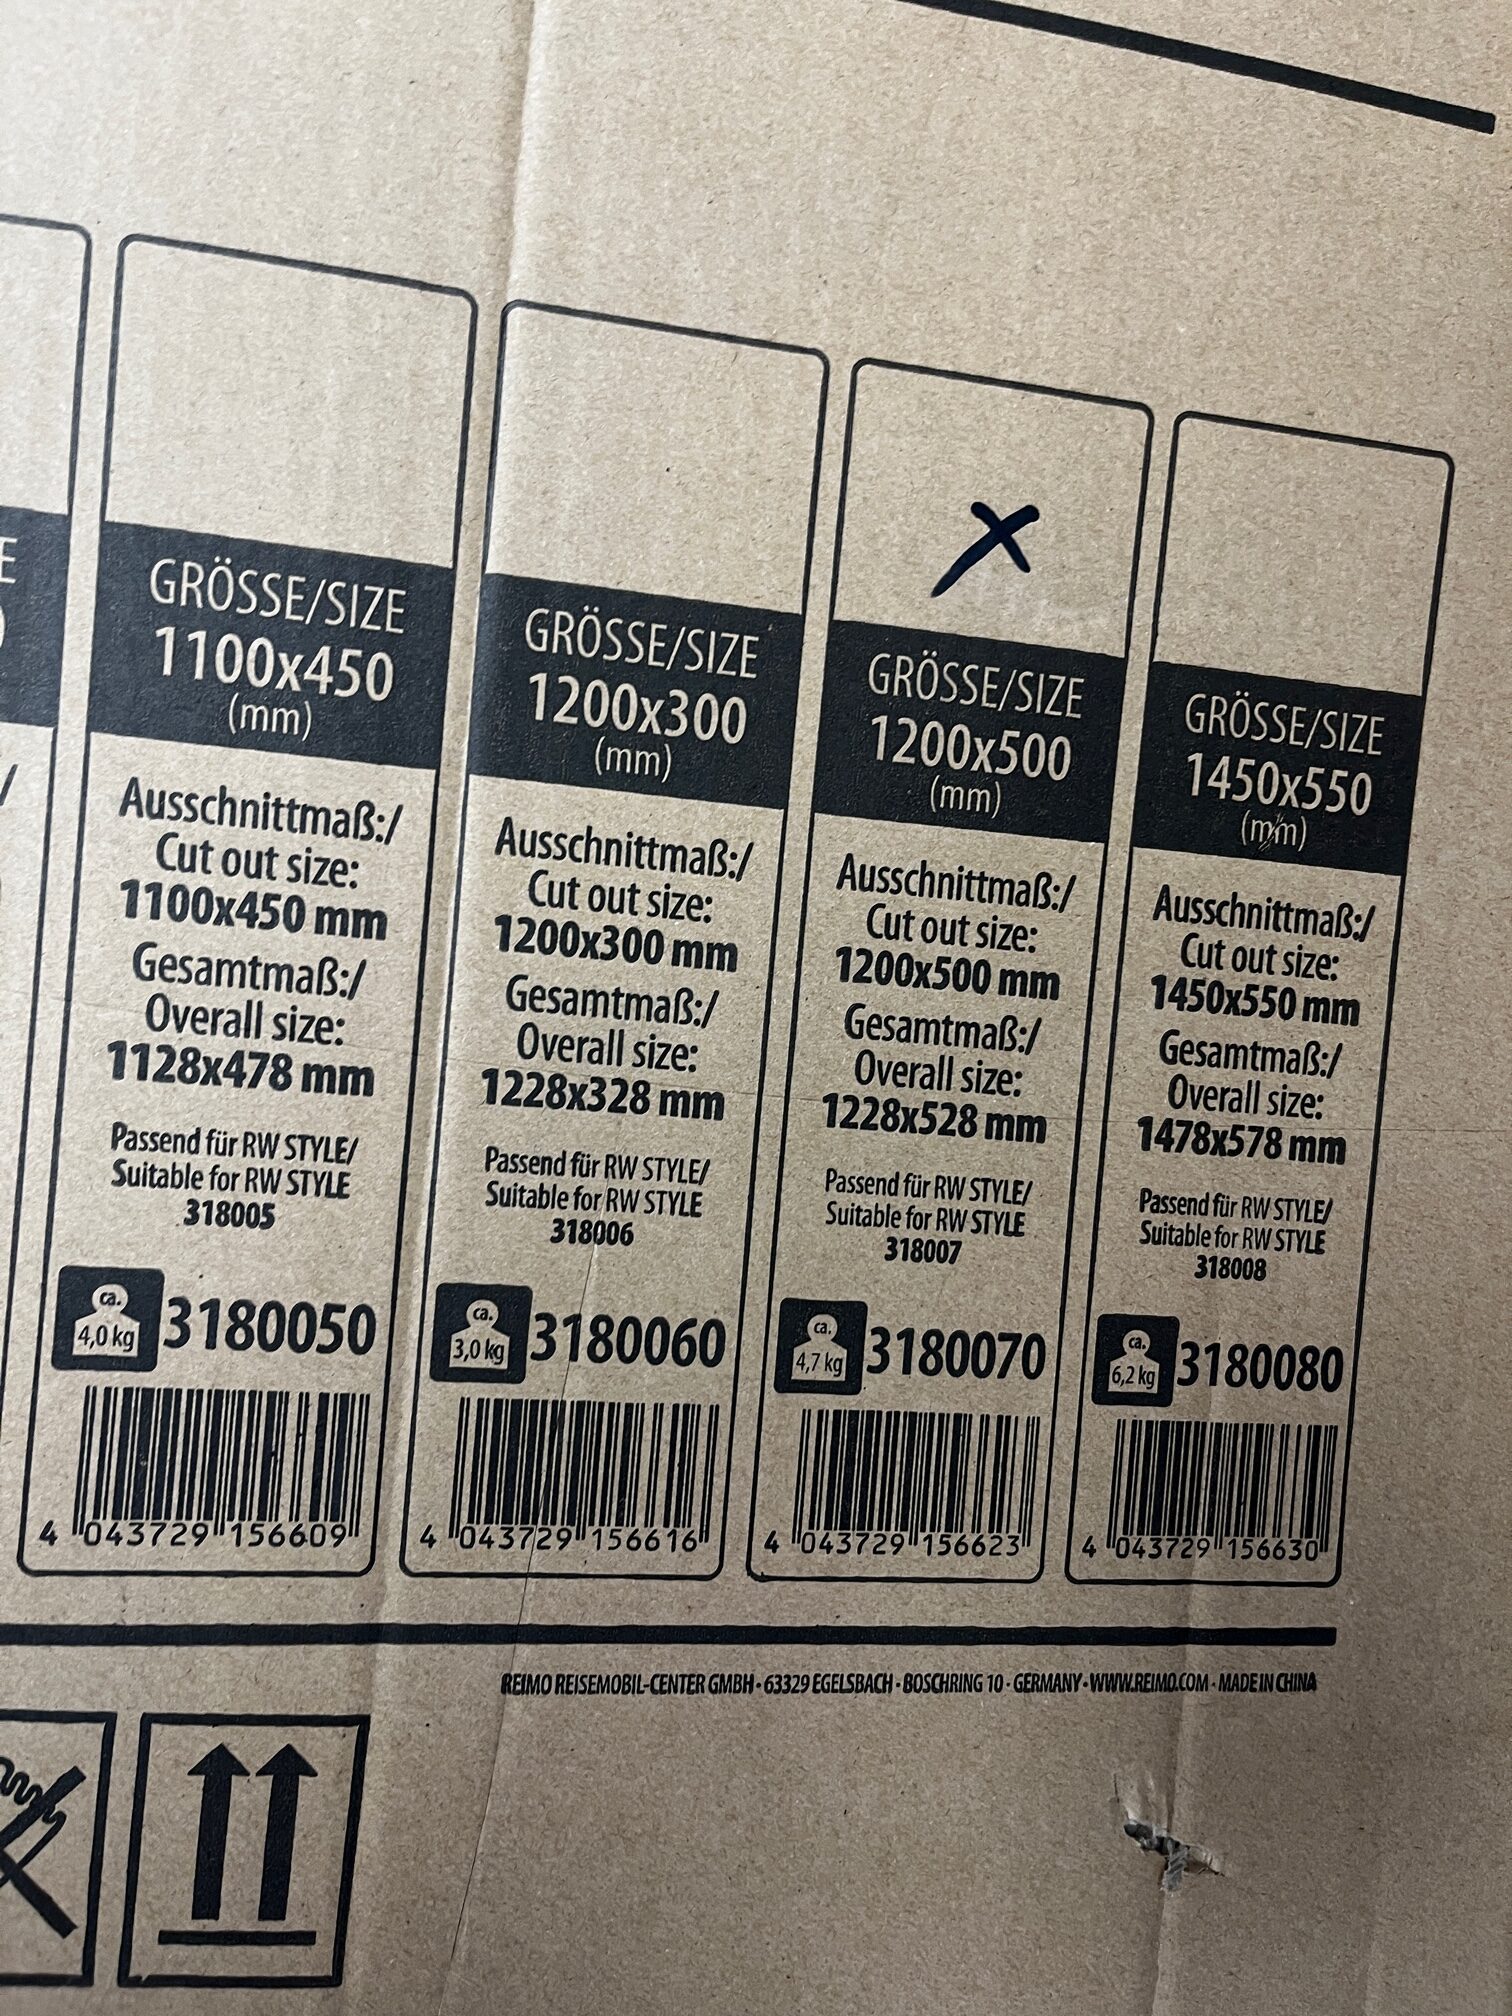 GRÖSSE/SIZE
1100x450
(mm)
Ausschnittmaß:/
Cut out size:
1100x450 mm
Gesamtmaß:/
Overall size:
1128x478 mm
Passend für RW STYLE/
Suitable for RW STYLE
318005
ca.
4,0 kg
3180050
4 043729 156609
GRÖSSE/SIZE
1200x300
(mm)
Ausschnittmaß:/
Cut out size:
1200x300 mm
Gesamtmaß:/
Overall size:
1228x328 mm
Passend für RW STYLE/
Suitable for RW STYLE
318006
ca.
3,0 kg
3180060
4 043729 156616
X
GRÖSSE/SIZE
1200x500
(mm)
Ausschnittmaß:/
Cut out size:
1200x500 mm
Gesamtmaß:/
Overall size:
1228x528 mm
Passend für RW STYLE/
Suitable for RW STYLE
318007
ca.
4,7 kg
3180070
4 043729 156623
GRÖSSE/SIZE
1450x550
(mm)
Ausschnittmaß:/
Cut out size:
1450x550 mm
Gesamtmaß:/
Overall size:
1478x578 mm
Passend für RW STYLE/
Suitable for RW STYLE
318008
ca.
6,2 kg
3180080
4 043729 156630
REIMO REISEMOBIL-CENTER GMBH · 63329 EGELSBACH · BOSCHRING 10 · GERMANY · WWW.REIMO.COM · MADE IN CHINA